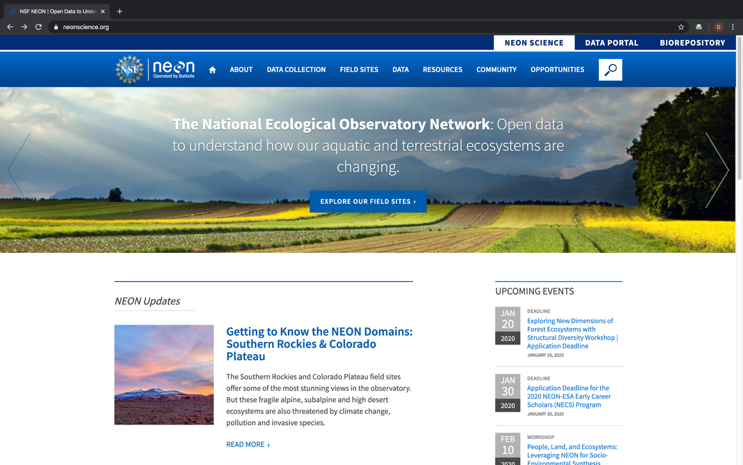 NSF NEON | Open Data to Unde
neonscience.org
D
NEON SCIENCE DATA PORTAL BIOREPOSITORY
NSF neon
Operated by Battelle
ABOUT DATA COLLECTION FIELD SITES DATA RESOURCES COMMUNITY OPPORTUNITIES
The National Ecological Observatory Network: Open data
to understand how our aquatic and terrestrial ecosystems are
changing.
EXPLORE OUR FIELD SITES ›
NEON Updates
Getting to Know the NEON Domains:
Southern Rockies & Colorado
Plateau
The Southern Rockies and Colorado Plateau field sites
offer some of the most stunning views in the observatory.
But these fragile alpine, subalpine and high desert
ecosystems are also threatened by climate change,
pollution and invasive species.
READ MORE ›
UPCOMING EVENTS
JAN
20
2020
DEADLINE
Exploring New Dimensions of
Forest Ecosystems with
Structural Diversity Workshop |
Application Deadline
JANUARY 20, 2020
JAN
30
2020
DEADLINE
Application Deadline for the
2020 NEON-ESA Early Career
Scholars (NECS) Program
JANUARY 30, 2020
FEB
10
2020
WORKSHOP
People, Land, and Ecosystems:
Leveraging NEON for Socio-
Environmental Synthesis